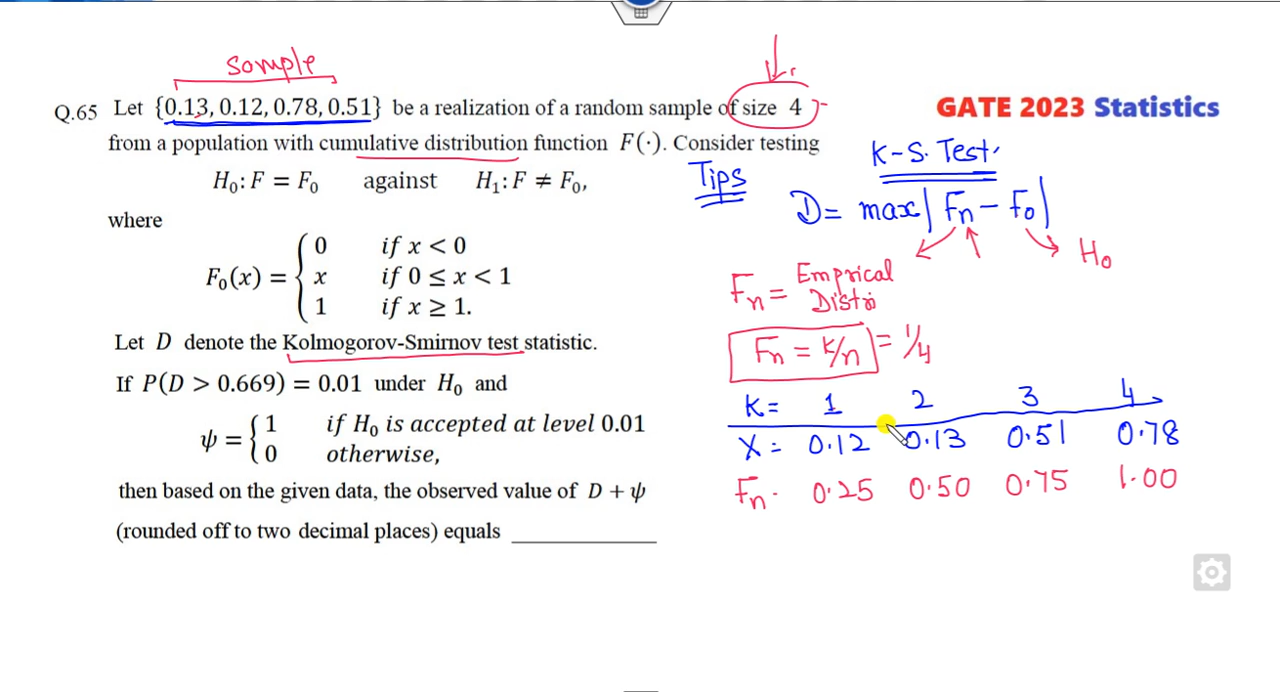 sample
Q.65 Let {0.13, 0.12, 0.78, 0.51} be a realization of a random sample of size 4
GATE 2023 Statistics
from a population with cumulative distribution function F(·). Consider testing
K-S. Test.
H₀: F = F₀ against H₁: F ≠ F₀,
Tips
D = max | Fn - F₀ |
where
H₀
F₀(x) = { 0 if x < 0
x if 0 ≤ x < 1
1 if x ≥ 1.
Fn = Emprical
Distri
Let D denote the Kolmogorov-Smirnov test statistic.
Fn = k/n = 1/4
If P(D > 0.669) = 0.01 under H₀ and
K = 1 2 3 4
ψ = { 1 if H₀ is accepted at level 0.01
0 otherwise,
X = 0.12 0.13 0.51 0.78
Fn. 0.25 0.50 0.75 1.00
then based on the given data, the observed value of D + ψ
(rounded off to two decimal places) equals ____________